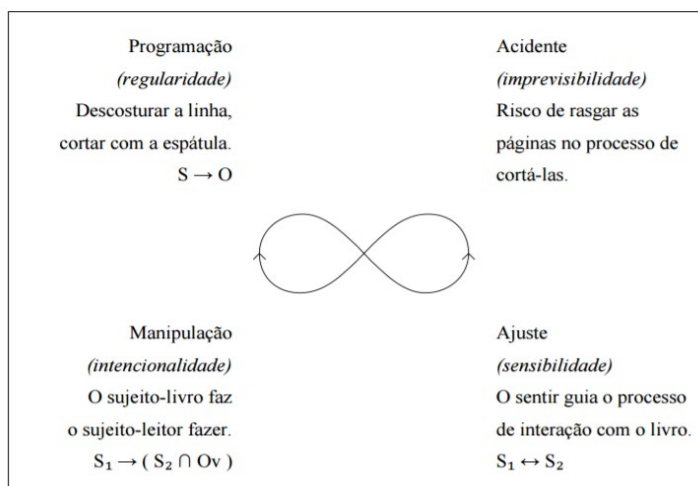 Programação
(regularidade)
Descosturar a linha,
cortar com a espátula.
S → O
Acidente
(imprevisibilidade)
Risco de rasgar as
páginas no processo de
cortá-las.
Manipulação
(intencionalidade)
O sujeito-livro faz
o sujeito-leitor fazer.
S₁ → ( S₂ ⋂ Ov )
Ajuste
(sensibilidade)
O sentir guia o processo
de interação com o livro.
S₁ ↔ S₂